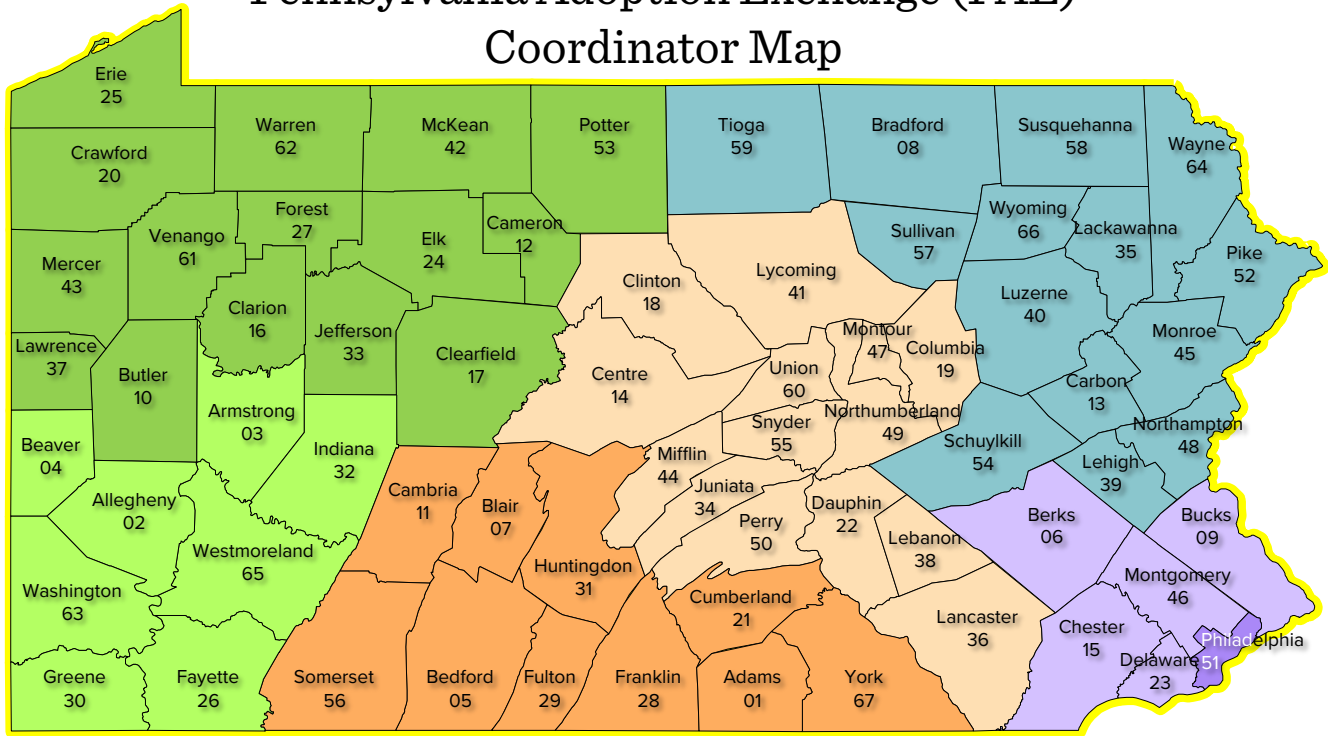 Pennsylvania Adoption Exchange (PAE)
Coordinator Map
Erie
25
Warren
62
McKean
42
Potter
53
Tioga
59
Bradford
08
Susquehanna
58
Wayne
64
Crawford
20
Forest
27
Cameron
12
Venango
61
Elk
24
Wyoming
66
Lackawanna
35
Sullivan
57
Pike
52
Mercer
43
Clinton
18
Lycoming
41
Clarion
16
Jefferson
33
Luzerne
40
Monroe
45
Lawrence
37
Butler
10
Clearfield
17
Centre
14
Montour
47
Columbia
19
Union
60
Carbon
13
Armstrong
03
Snyder
55
Northumberland
49
Northampton
48
Beaver
04
Indiana
32
Mifflin
44
Schuylkill
54
Lehigh
39
Allegheny
02
Cambria
11
Blair
07
Juniata
34
Dauphin
22
Perry
50
Berks
06
Bucks
09
Lebanon
38
Westmoreland
65
Huntingdon
31
Washington
63
Cumberland
21
Montgomery
46
Lancaster
36
Chester
15
Philadelphia
51
Delaware
23
Greene
30
Fayette
26
Somerset
56
Bedford
05
Fulton
29
Franklin
28
Adams
01
York
67